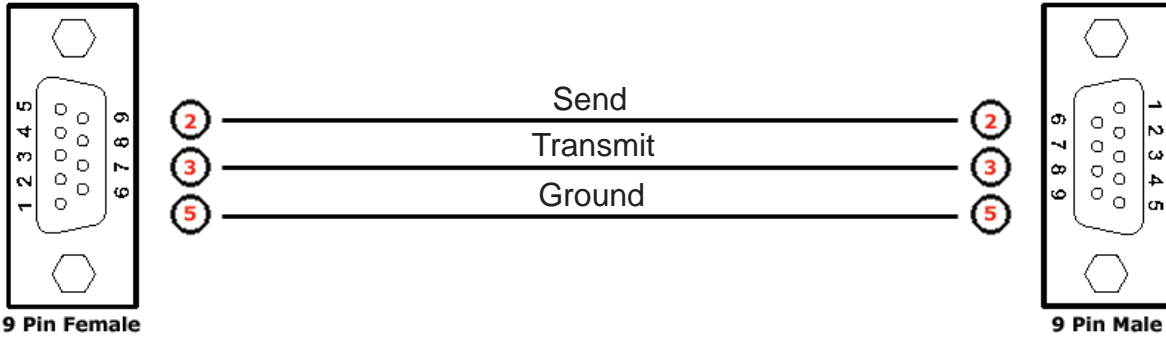 5 4 3 2 1
9 8 7 6
2 Send 2
3 Transmit 3
5 Ground 5
6 7 8 9
1 2 3 4 5
9 Pin Female
9 Pin Male